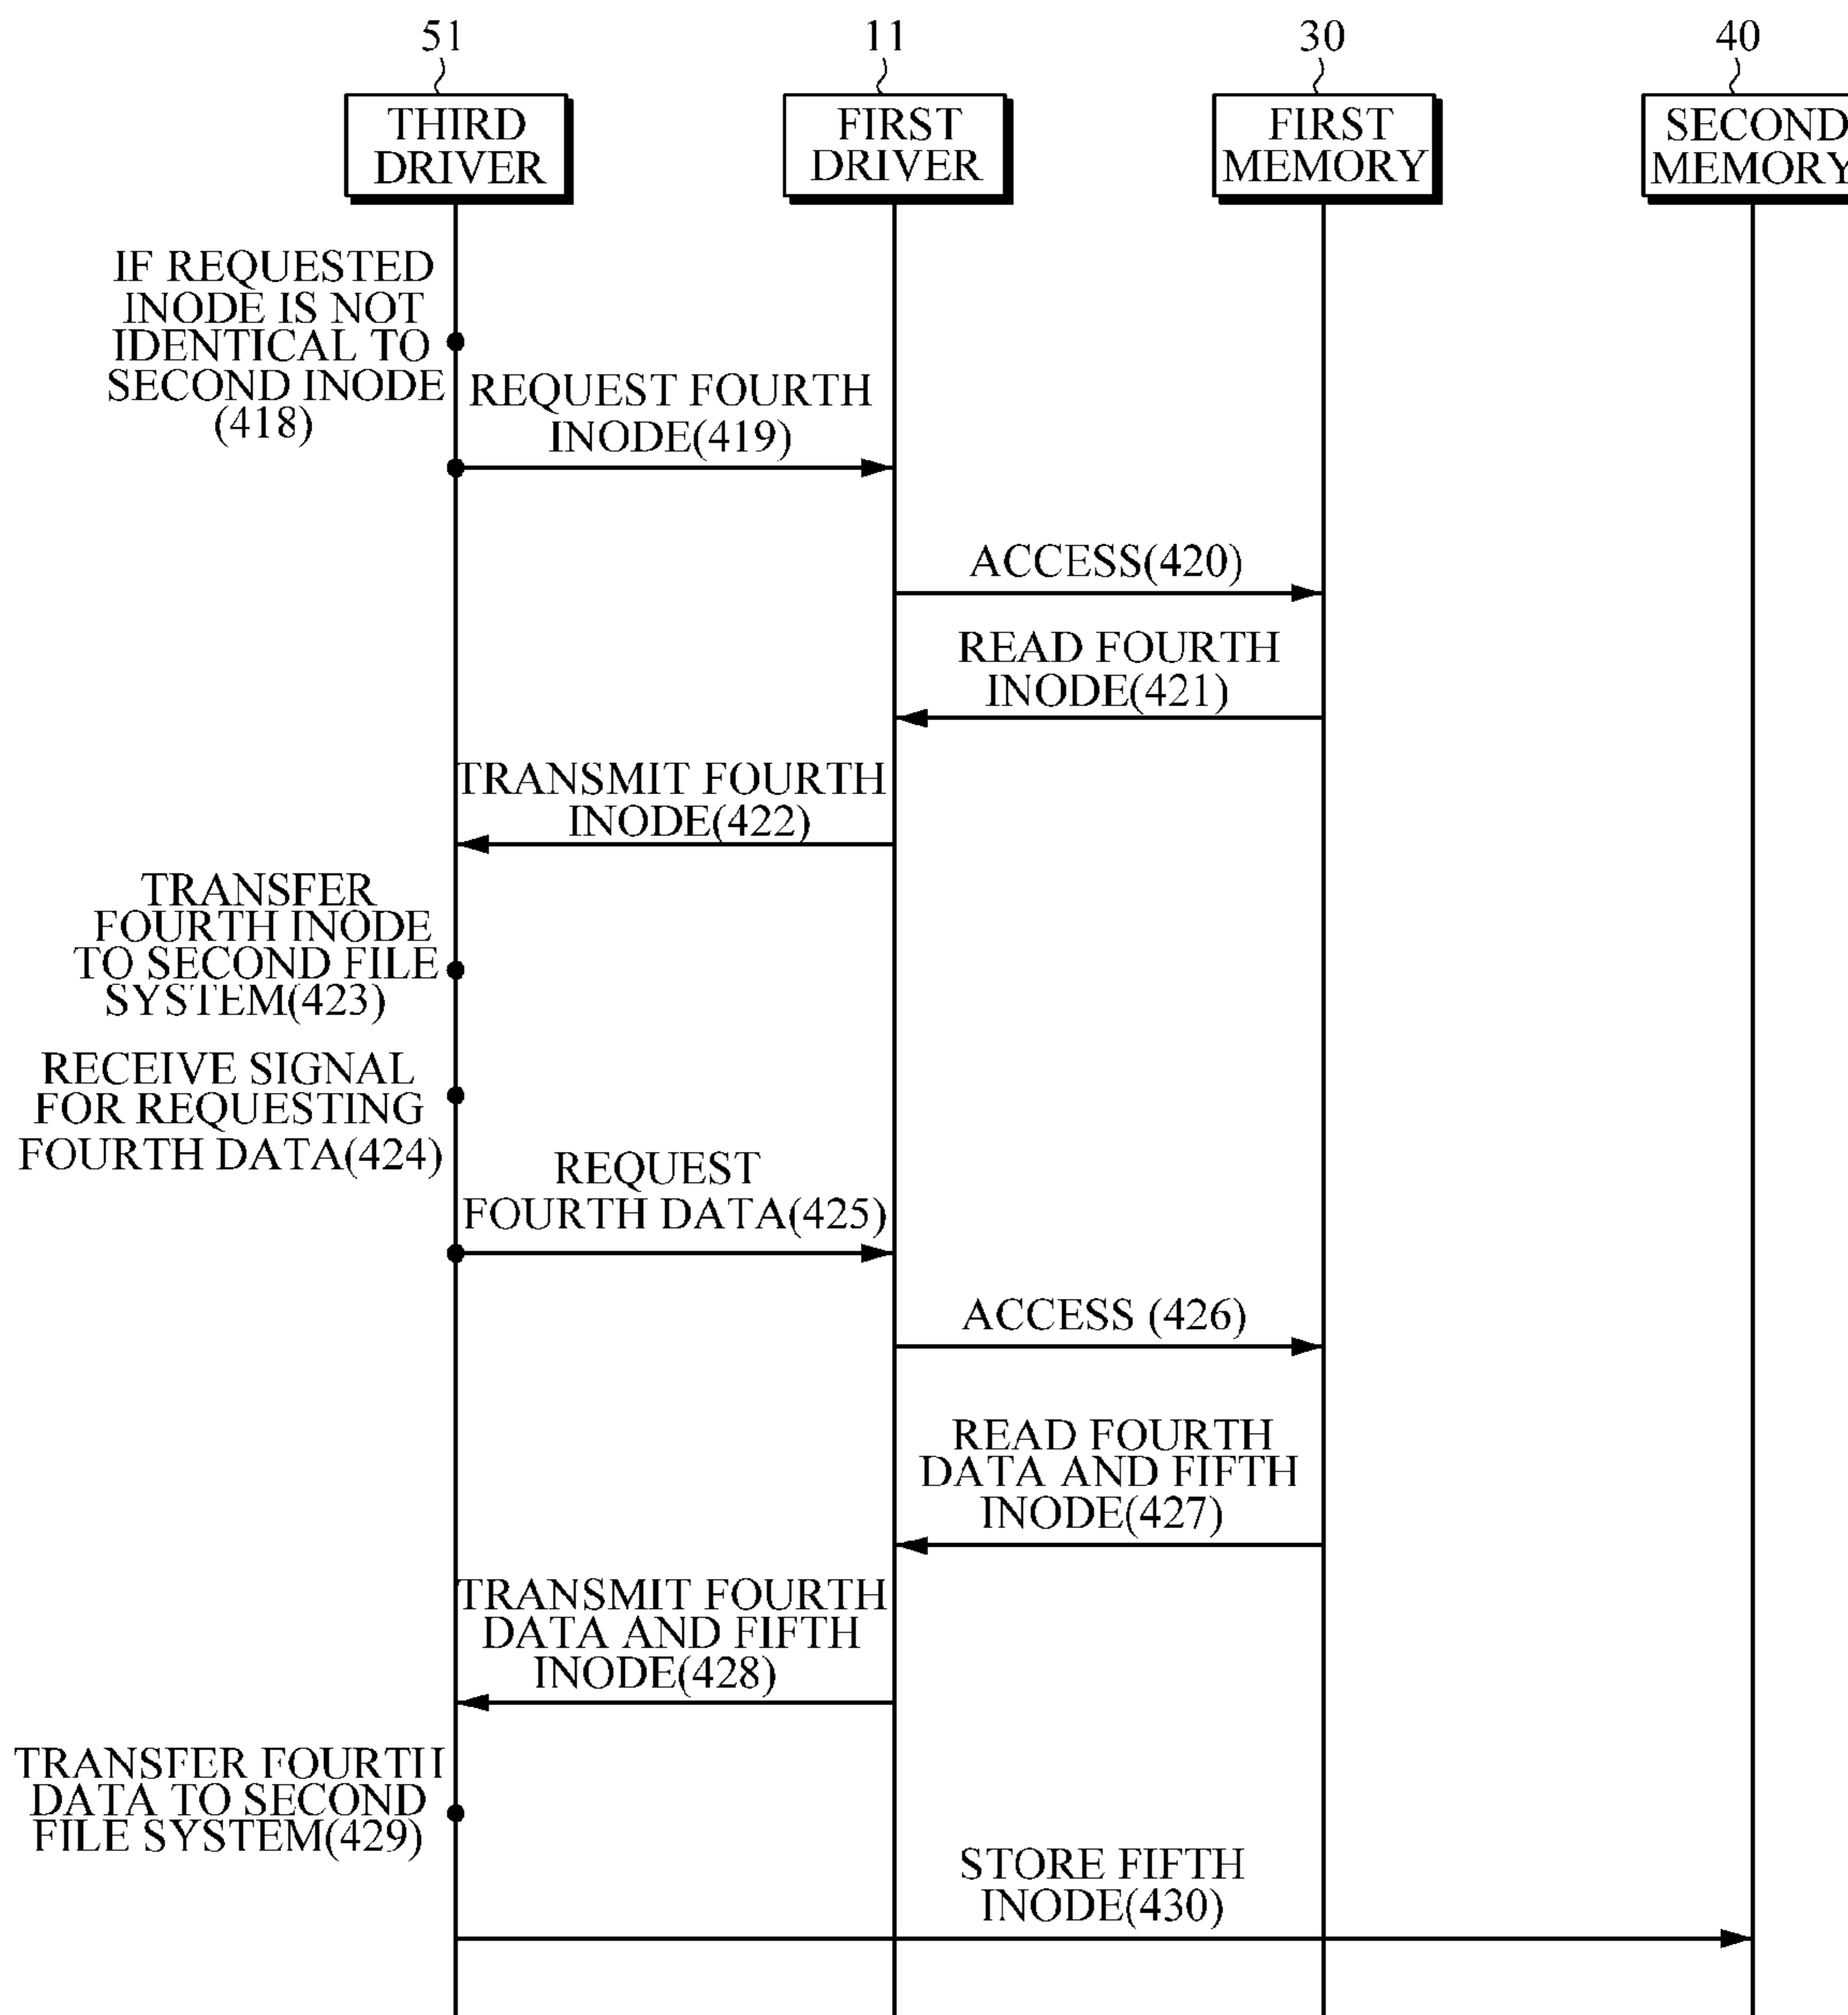 51
11
30
40
THIRD
DRIVER
FIRST
DRIVER
FIRST
MEMORY
SECOND
MEMORY
IF REQUESTED
INODE IS NOT
IDENTICAL TO
SECOND INODE
(418)
REQUEST FOURTH
INODE(419)
ACCESS(420)
READ FOURTH
INODE(421)
TRANSMIT FOURTH
INODE(422)
TRANSFER
FOURTH INODE
TO SECOND FILE
SYSTEM(423)
RECEIVE SIGNAL
FOR REQUESTING
FOURTH DATA(424)
REQUEST
FOURTH DATA(425)
ACCESS (426)
READ FOURTH
DATA AND FIFTH
INODE(427)
TRANSMIT FOURTH
DATA AND FIFTH
INODE(428)
TRANSFER FOURTH
DATA TO SECOND
FILE SYSTEM(429)
STORE FIFTH
INODE(430)